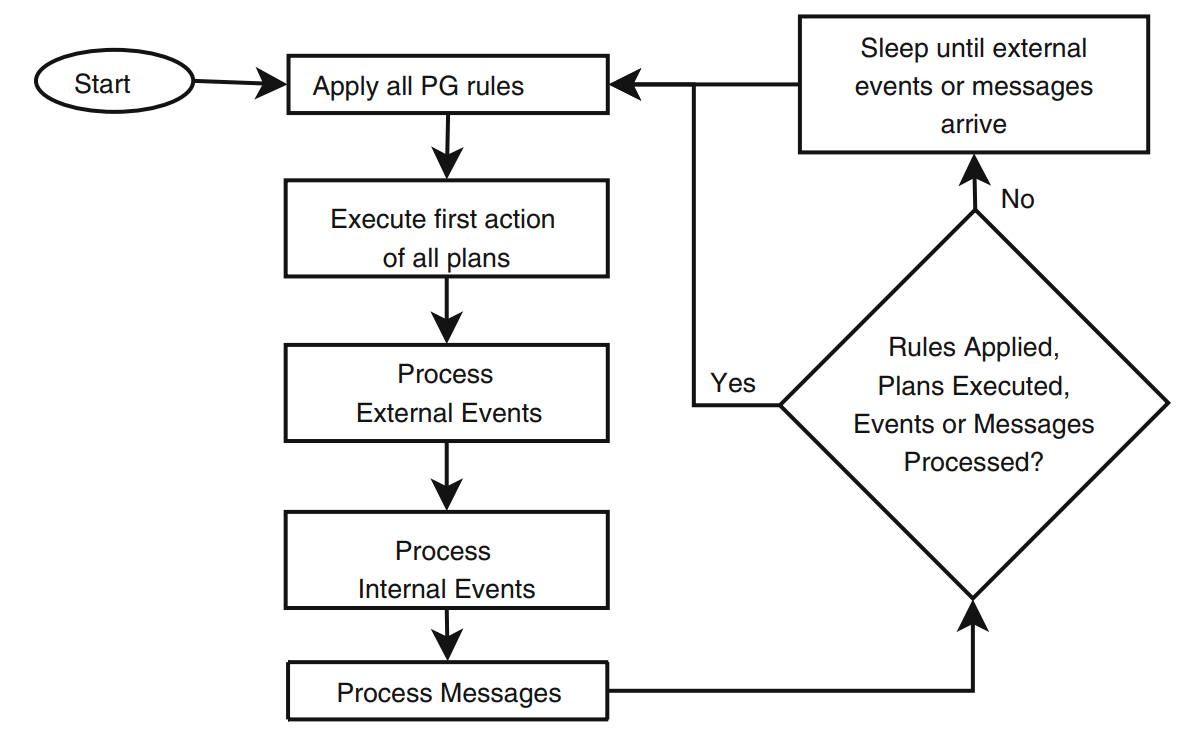 Start
Apply all PG rules
Execute first action
of all plans
Process
External Events
Process
Internal Events
Process Messages
Rules Applied,
Plans Executed,
Events or Messages
Processed?
Yes
No
Sleep until external
events or messages
arrive